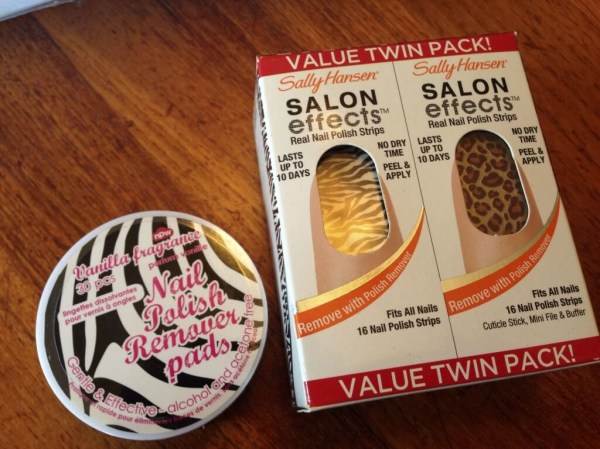 VALUE TWIN PACK!
Sally Hansen®
SALON
effects™
Real Nail Polish Strips
LASTS
UP TO
10 DAYS
NO DRY
TIME
PEEL &
APPLY
Remove with Polish Remover
Fits All Nails
16 Nail Polish Strips
Sally Hansen®
SALON
effects™
Real Nail Polish Strips
LASTS
UP TO
10 DAYS
NO DRY
TIME
PEEL &
APPLY
Remove with Polish Remover
Fits All Nails
16 Nail Polish Strips
Cuticle Stick, Mini File & Buffer
VALUE TWIN PACK!
npw
Vanilla fragrance
parfum vanille
30 pcs
lingettes dissolvantes
pour vernis à ongles
Nail
Polish
Remover
pads
Gentle & Effective - alcohol and acetone free